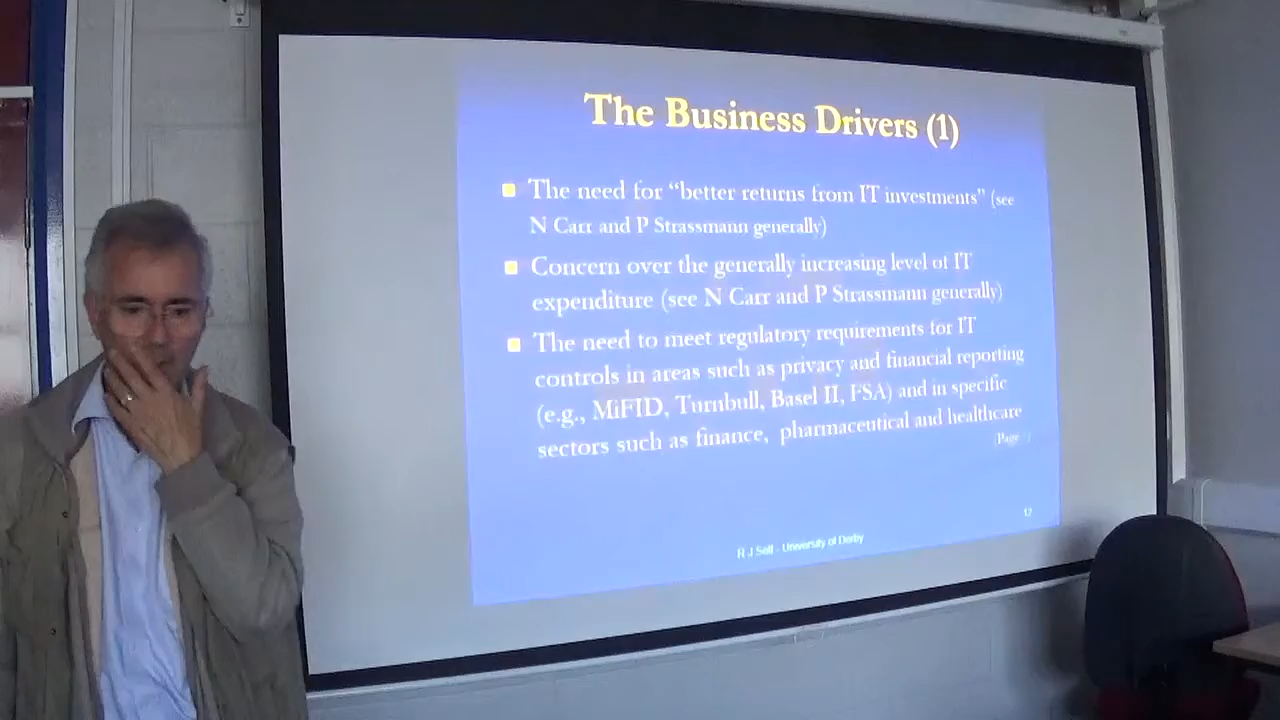 The Business Drivers (1)
The need for “better returns from IT investments” (see
N Carr and P Strassmann generally)
Concern over the generally increasing level of IT
expenditure (see N Carr and P Strassmann generally)
The need to meet regulatory requirements for IT
controls in areas such as privacy and financial reporting
(e.g., MiFID, Turnbull, Basel II, FSA) and in specific
sectors such as finance, pharmaceutical and healthcare
(Page
12
R J Self - University of Derby